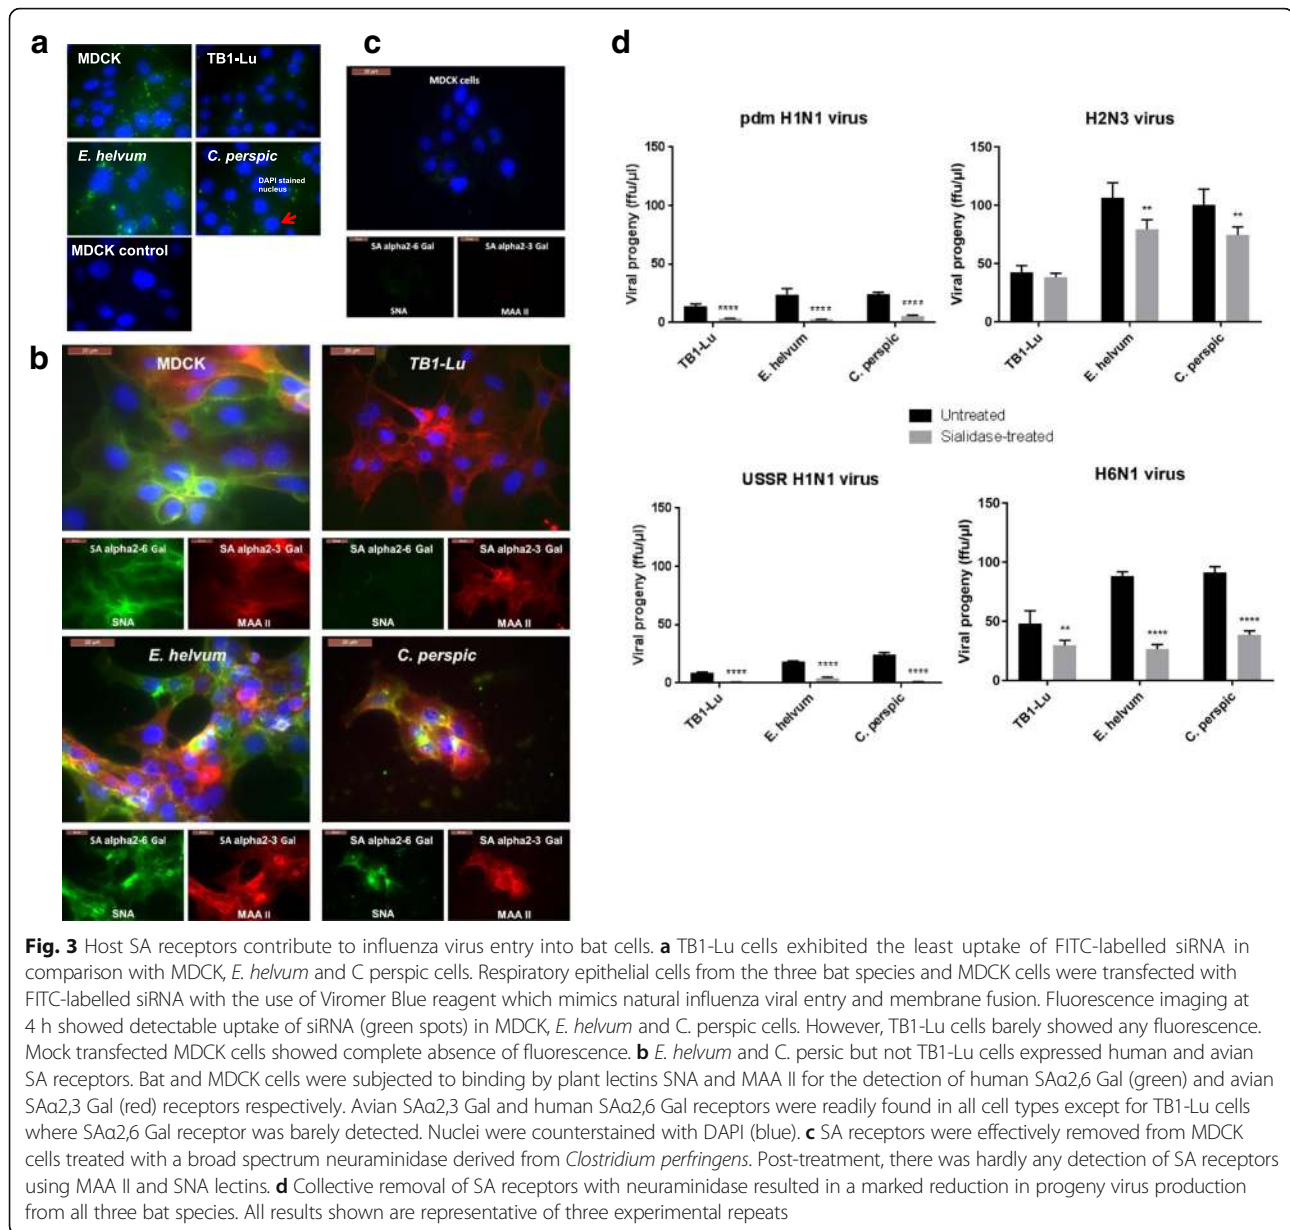 a
MDCK
TB1-Lu
E. helvum
C. perspic
DAPI stained
nucleus
MDCK control
c
MDCK cells
SA alpha2-6 Gal
SA alpha2-3 Gal
SNA
MAA II
b
20 µm
MDCK
TB1-Lu
SA alpha2-6 Gal
SA alpha2-3 Gal
SA alpha2-6 Gal
SA alpha2-3 Gal
SNA
MAA II
SNA
MAA II
E. helvum
C. perspic
SA alpha2-6 Gal
SA alpha2-3 Gal
SA alpha2-6 Gal
SA alpha2-3 Gal
SNA
MAA II
SNA
MAA II
d
pdm H1N1 virus
Viral progeny (ffu/µl)
150
100
50
0
****
****
****
TB1-Lu
E. helvum
C. perspic
H2N3 virus
Viral progeny (ffu/µl)
150
100
50
0
**
**
TB1-Lu
E. helvum
C. perspic
Untreated
Sialidase-treated
USSR H1N1 virus
Viral progeny (ffu/µl)
150
100
50
0
****
****
****
TB1-Lu
E. helvum
C. perspic
H6N1 virus
Viral progeny (ffu/µl)
150
100
50
0
**
****
****
TB1-Lu
E. helvum
C. perspic
Fig. 3 Host SA receptors contribute to influenza virus entry into bat cells. a TB1-Lu cells exhibited the least uptake of FITC-labelled siRNA in
comparison with MDCK, E. helvum and C perspic cells. Respiratory epithelial cells from the three bat species and MDCK cells were transfected with
FITC-labelled siRNA with the use of Viromer Blue reagent which mimics natural influenza viral entry and membrane fusion. Fluorescence imaging at
4 h showed detectable uptake of siRNA (green spots) in MDCK, E. helvum and C. perspic cells. However, TB1-Lu cells barely showed any fluorescence.
Mock transfected MDCK cells showed complete absence of fluorescence. b E. helvum and C. persic but not TB1-Lu cells expressed human and avian
SA receptors. Bat and MDCK cells were subjected to binding by plant lectins SNA and MAA II for the detection of human SAα2,6 Gal (green) and avian
SAα2,3 Gal (red) receptors respectively. Avian SAα2,3 Gal and human SAα2,6 Gal receptors were readily found in all cell types except for TB1-Lu cells
where SAα2,6 Gal receptor was barely detected. Nuclei were counterstained with DAPI (blue). c SA receptors were effectively removed from MDCK
cells treated with a broad spectrum neuraminidase derived from Clostridium perfringens. Post-treatment, there was hardly any detection of SA receptors
using MAA II and SNA lectins. d Collective removal of SA receptors with neuraminidase resulted in a marked reduction in progeny virus production
from all three bat species. All results shown are representative of three experimental repeats